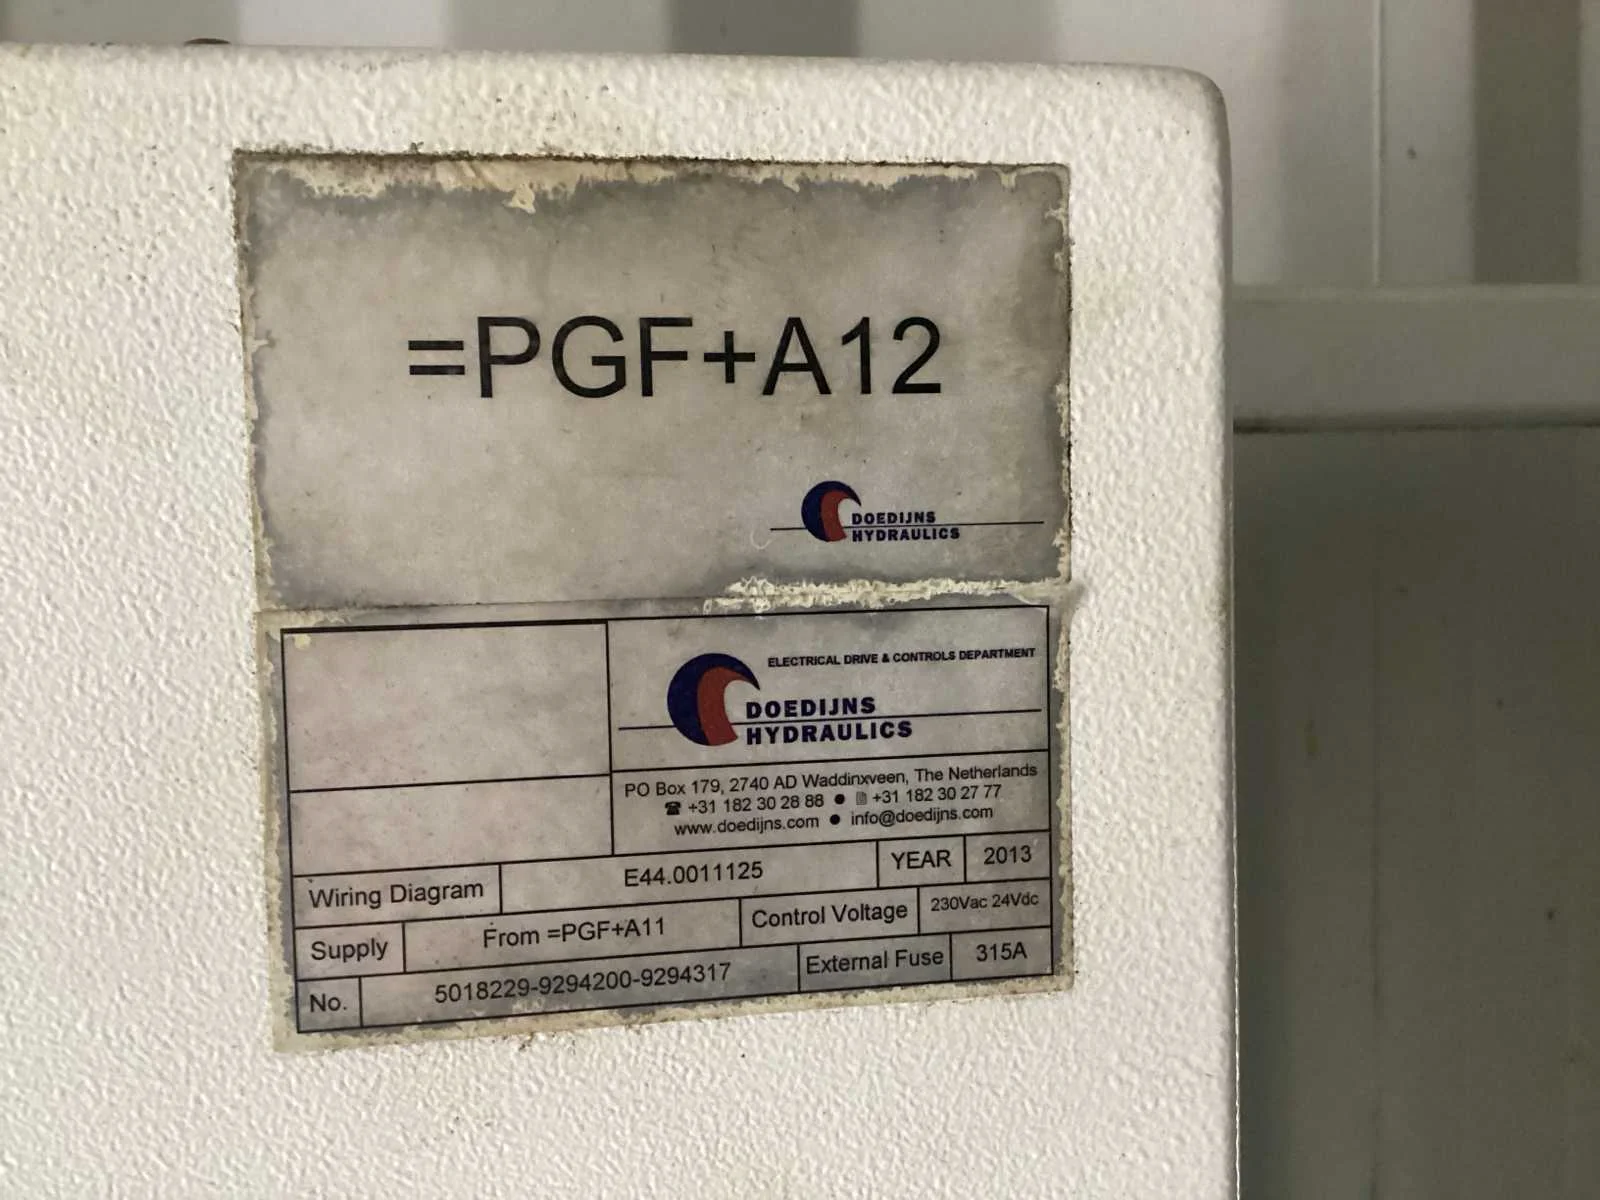 =PGF+A12
DOEDIJNS
HYDRAULICS
ELECTRICAL DRIVE & CONTROLS DEPARTMENT
DOEDIJNS
HYDRAULICS
PO Box 179, 2740 AD Waddinxveen, The Netherlands
☎ +31 182 30 28 88 ● +31 182 30 27 77
www.doedijns.com ● info@doedijns.com
Wiring Diagram E44.0011125 YEAR 2013
Supply From =PGF+A11 Control Voltage 230Vac 24Vdc
No. 5018229-9294200-9294317 External Fuse 315A